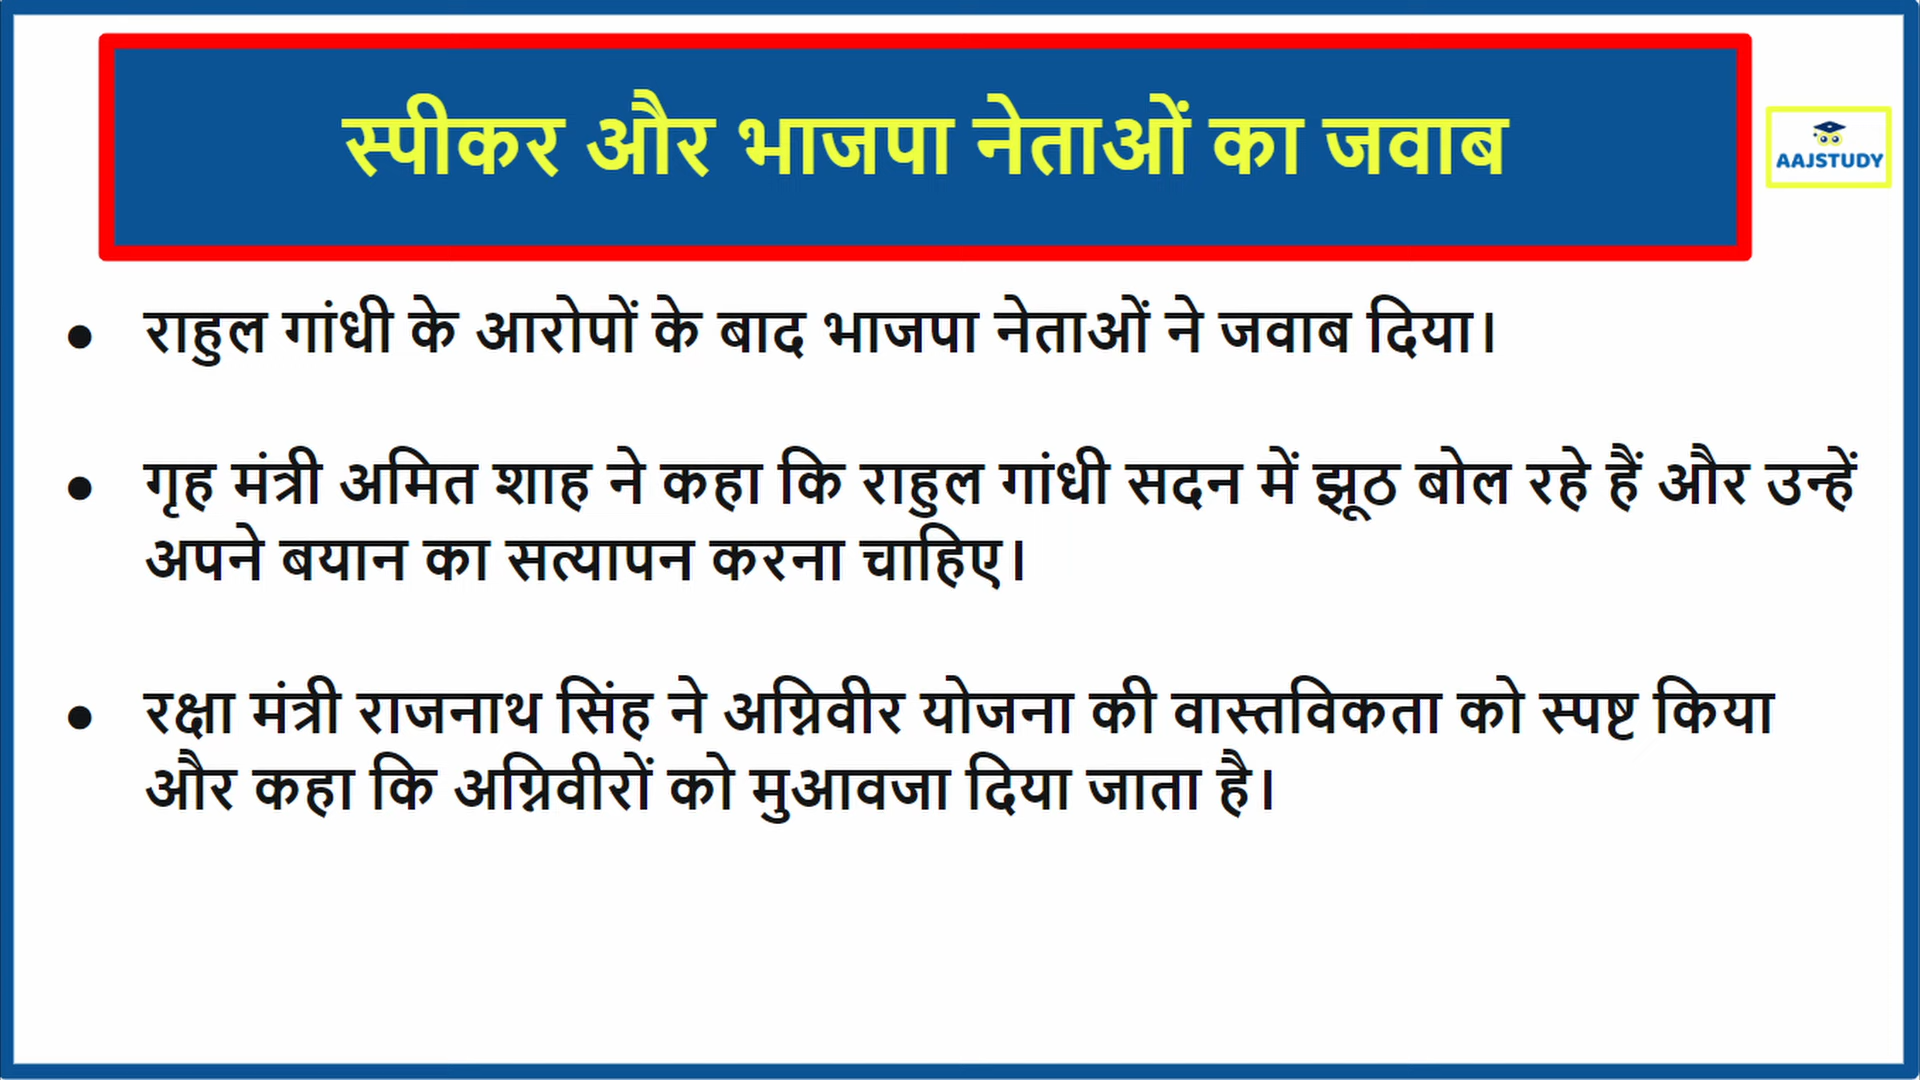 स्पीकर और भाजपा नेताओं का जवाब
AAJSTUDY
● राहुल गांधी के आरोपों के बाद भाजपा नेताओं ने जवाब दिया।
● गृह मंत्री अमित शाह ने कहा कि राहुल गांधी सदन में झूठ बोल रहे हैं और उन्हें
अपने बयान का सत्यापन करना चाहिए।
● रक्षा मंत्री राजनाथ सिंह ने अग्निवीर योजना की वास्तविकता को स्पष्ट किया
और कहा कि अग्निवीरों को मुआवजा दिया जाता है।